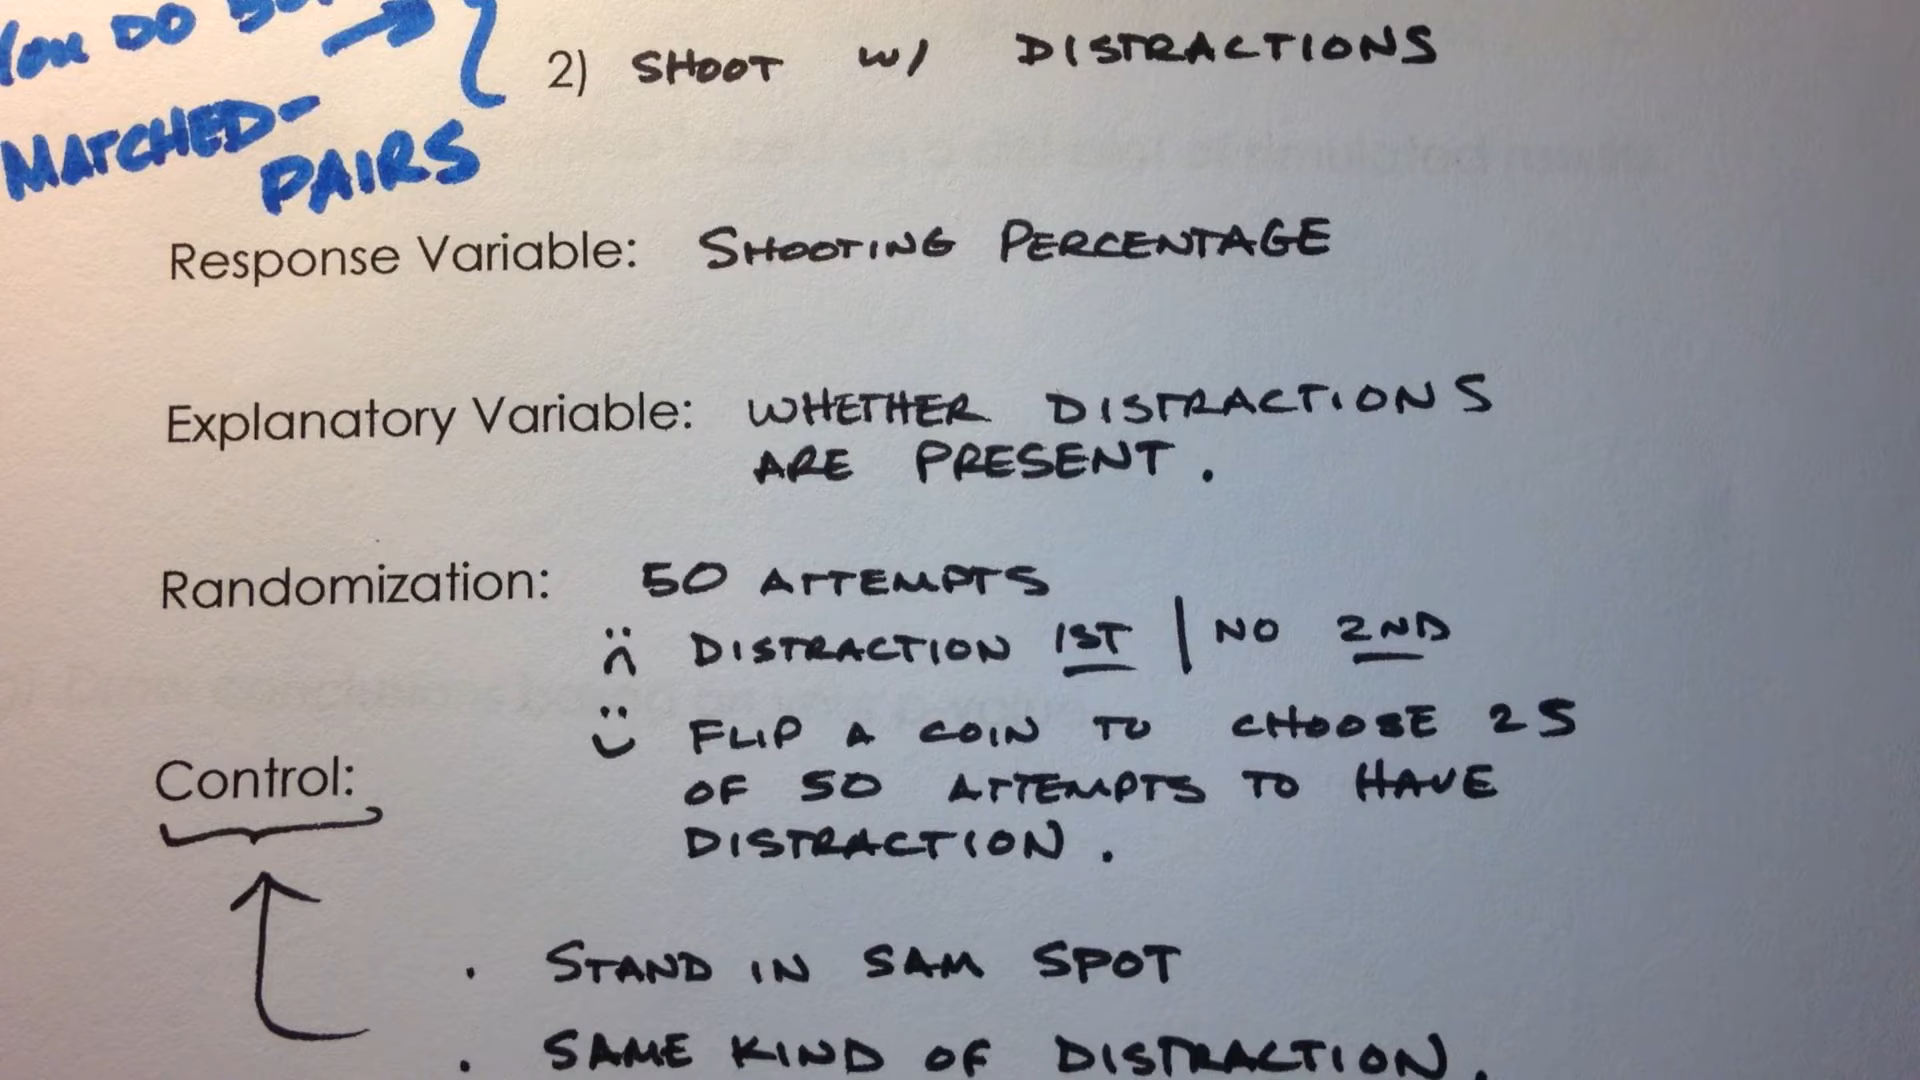 You DO
2) SHOOT W/ DISTRACTIONS
MATCHED-
PAIRS
Response Variable: SHOOTING PERCENTAGE
Explanatory Variable: WHETHER DISTRACTIONS
ARE PRESENT.
Randomization: 50 ATTEMPTS
DISTRACTION 1ST | NO 2ND
FLIP A COIN TO CHOOSE 25
OF 50 ATTEMPTS TO HAVE
DISTRACTION.
Control:
. STAND IN SAM SPOT
. SAME KIND OF DISTRACTION.